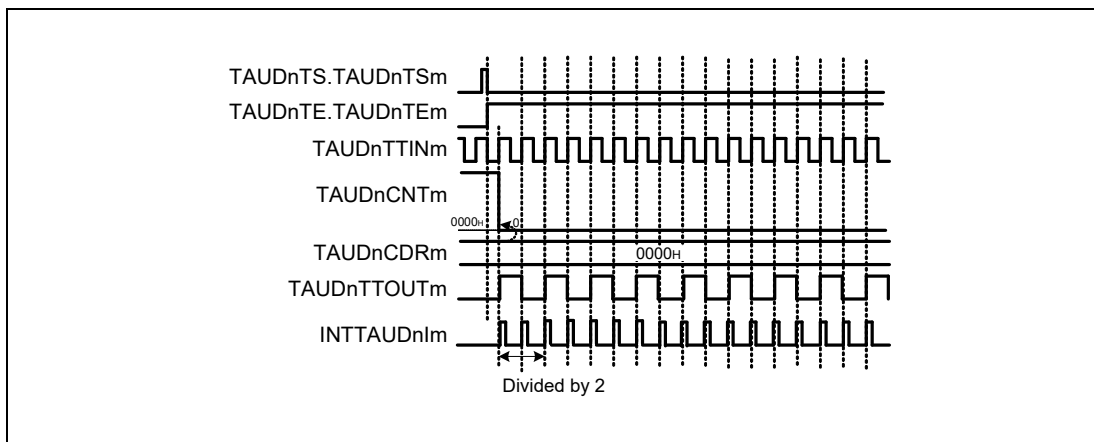 TAUDnTS.TAUDnTSm
TAUDnTE.TAUDnTEm
TAUDnTTINm
TAUDnCNTm
0000H
0
TAUDnCDRm
0000H
TAUDnTTOUTm
INTTAUDnIm
Divided by 2